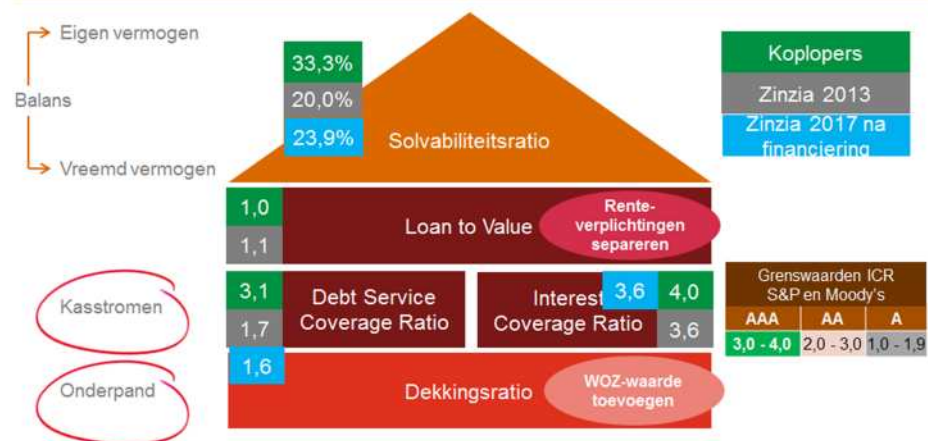 Eigen vermogen
Balans
Vreemd vermogen
33,3%
20,0%
23,9%
Solvabiliteitsratio
Koplopers
Zinzia 2013
Zinzia 2017 na
financiering
1,0
1,1
Loan to Value
Rente-
verplichtingen
separeren
Kasstromen
3,1
1,7
Debt Service
Coverage Ratio
Interest
Coverage Ratio
3,6
4,0
3,6
Grenswaarden ICR
S&P en Moody's
AAA AA A
3,0 - 4,0 2,0 - 3,0 1,0 - 1,9
Onderpand
1,6
Dekkingsratio
WOZ-waarde
toevoegen